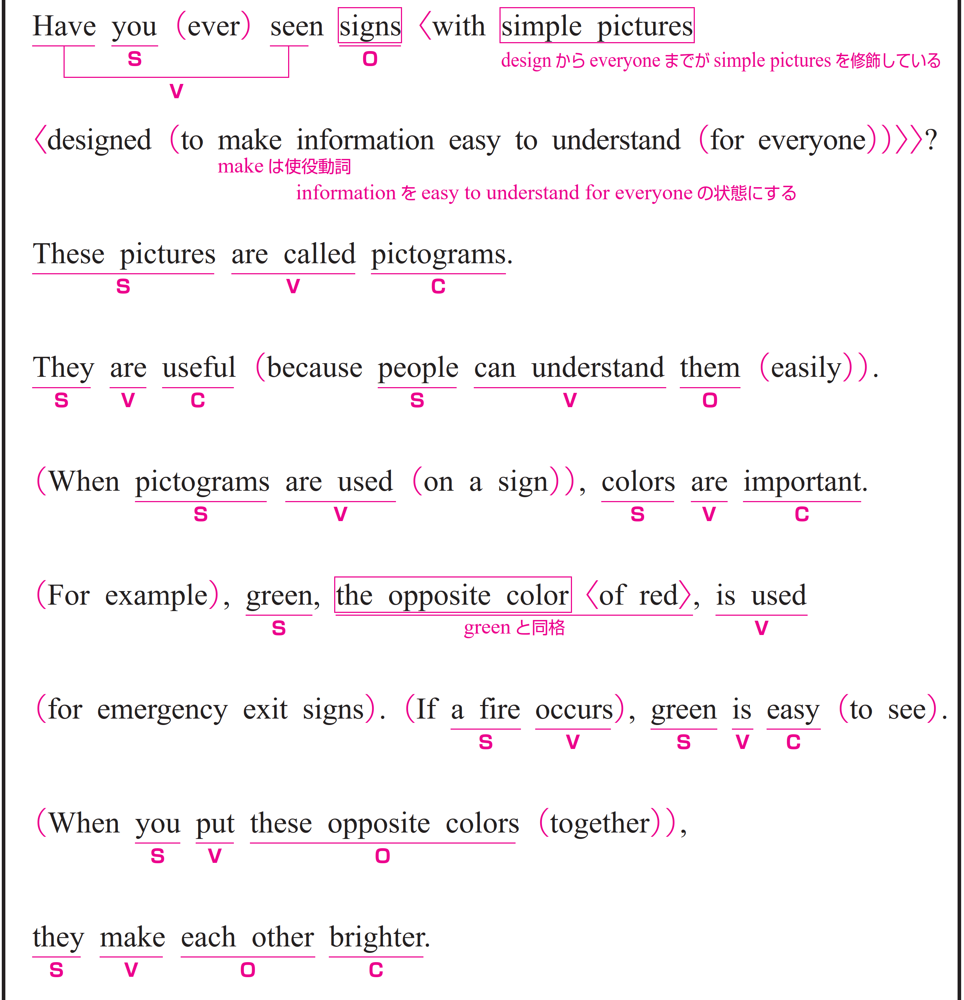 Have you (ever) seen signs 〈with simple pictures
S O design から everyone までが simple pictures を修飾している
V
〈designed (to make information easy to understand (for everyone))〉〉?
make は使役動詞
information を easy to understand for everyone の状態にする
These pictures are called pictograms.
S V C
They are useful (because people can understand them (easily)).
S V C S V O
(When pictograms are used (on a sign)), colors are important.
S V S V C
(For example), green, the opposite color 〈of red〉, is used
S green と同格 V
(for emergency exit signs). (If a fire occurs), green is easy (to see).
S V S V C
(When you put these opposite colors (together)),
S V O
they make each other brighter.
S V O C